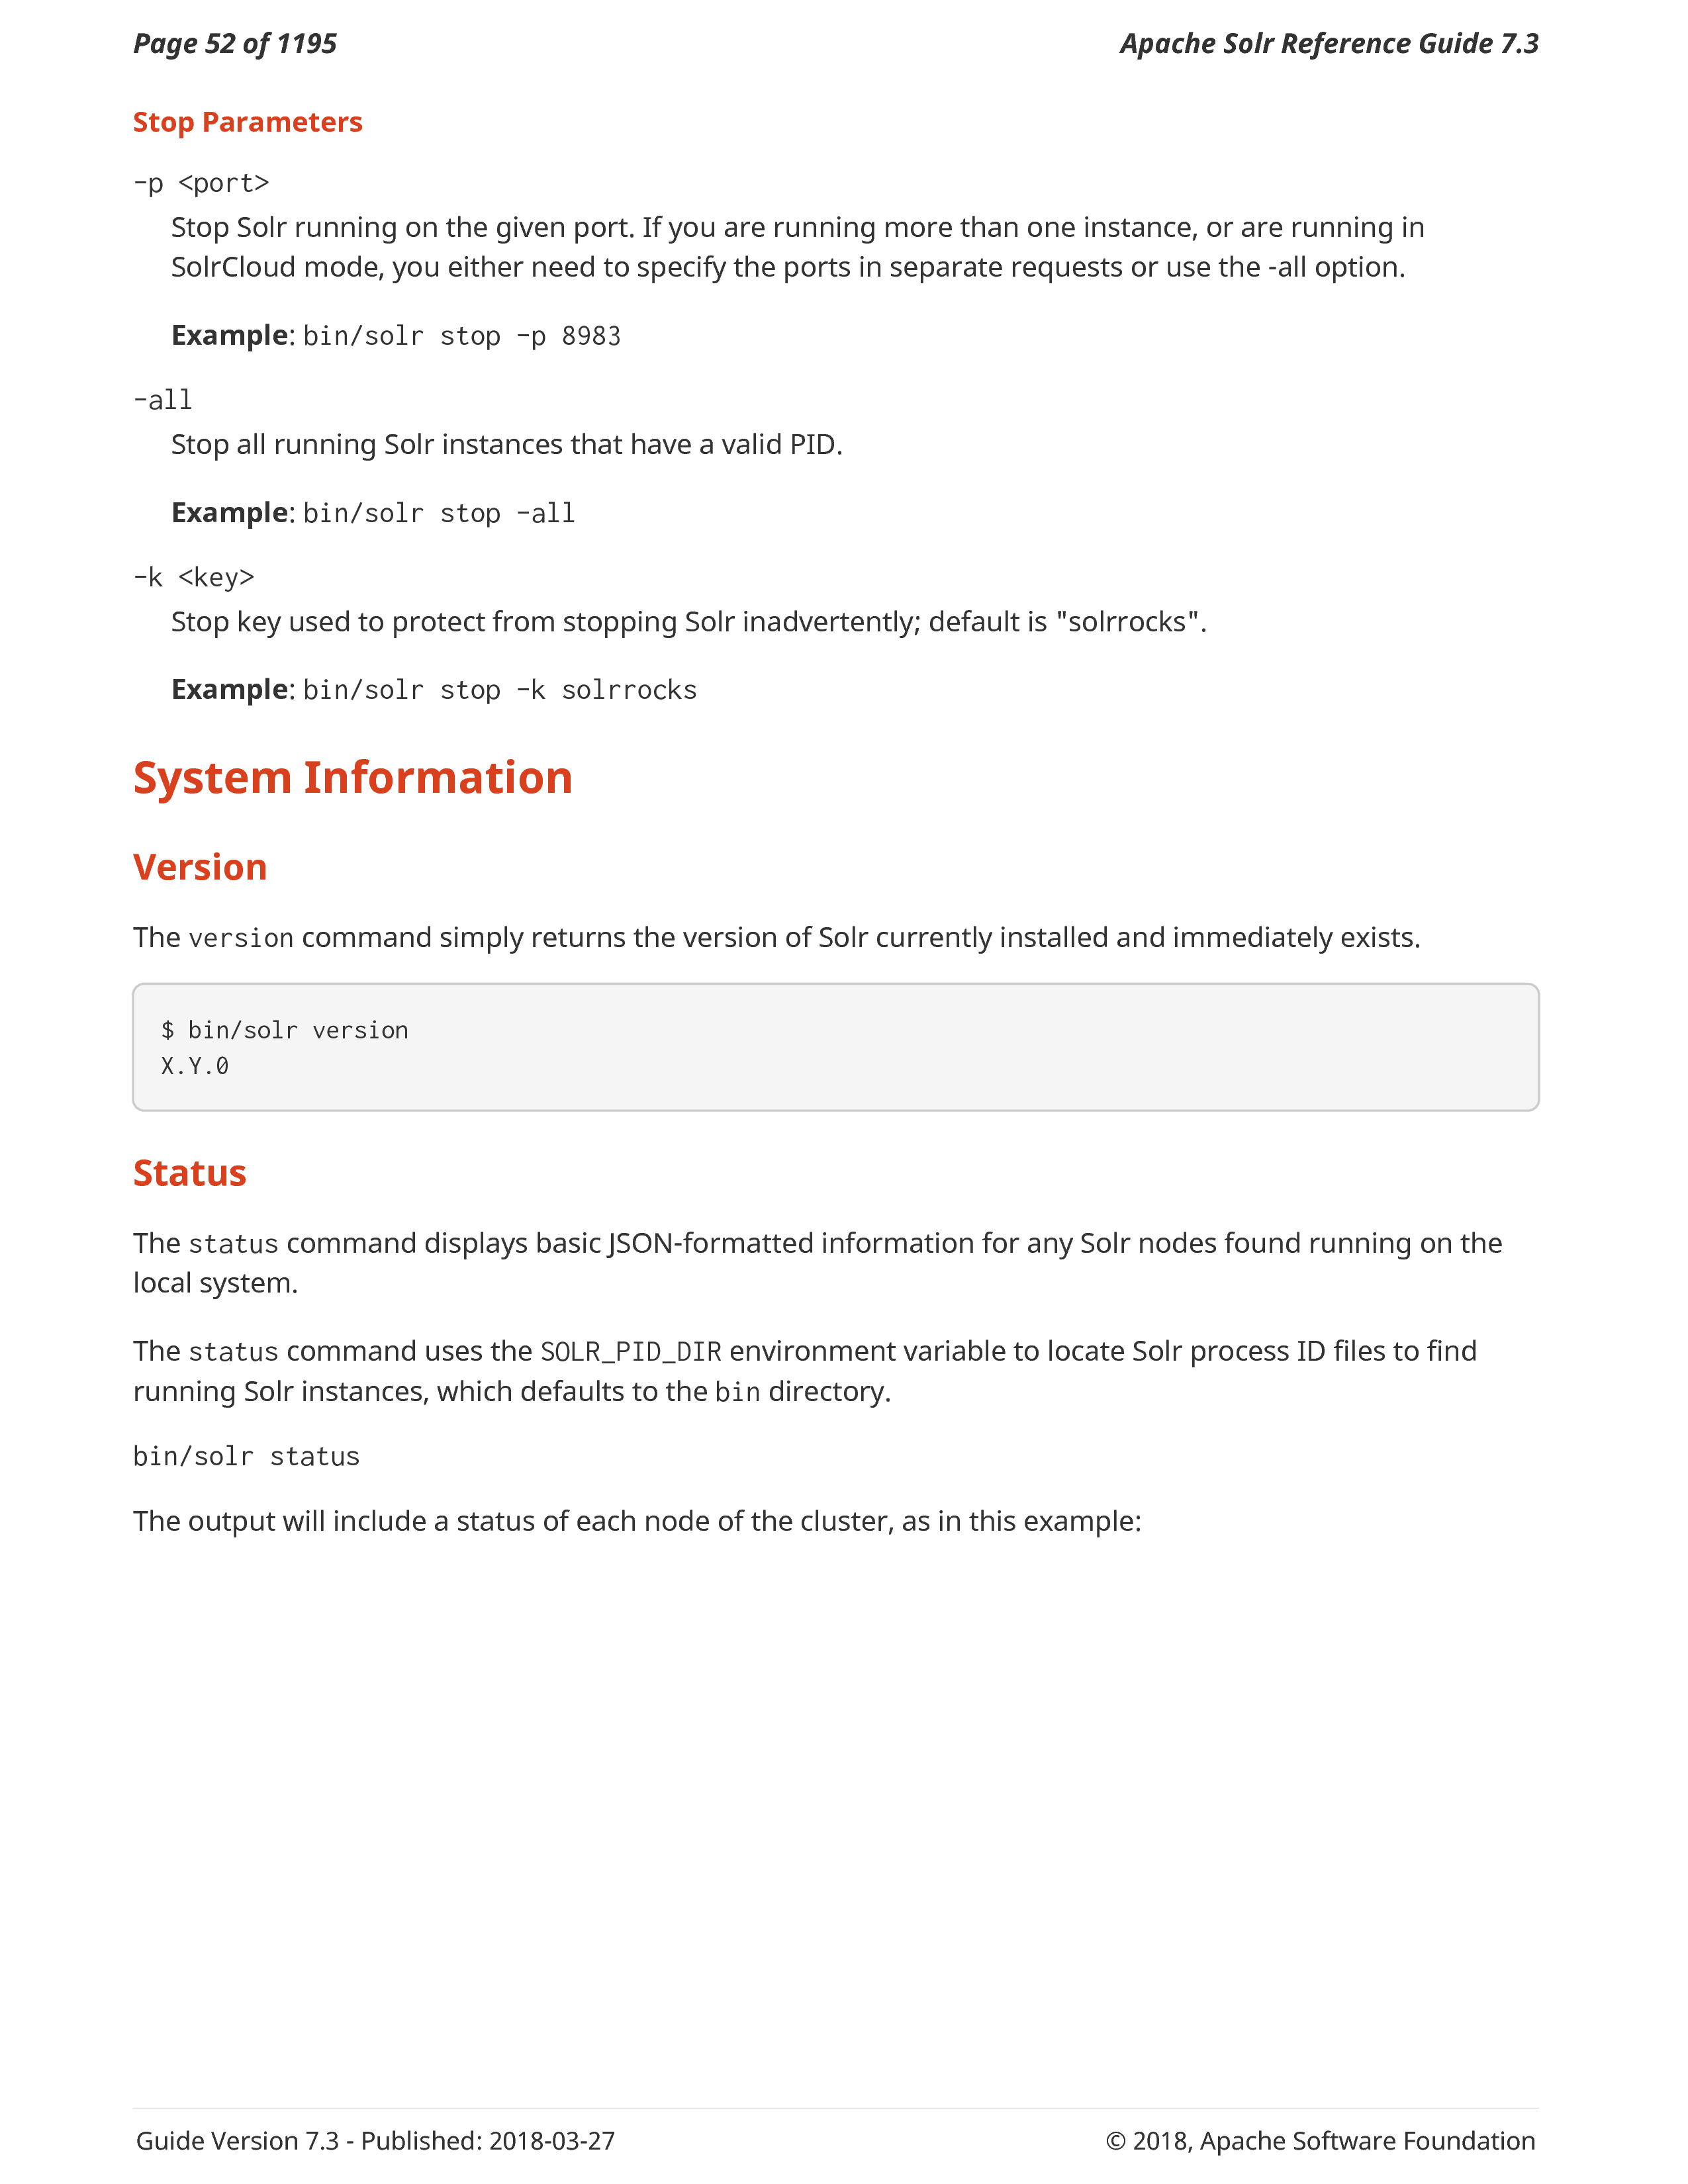 Page 52 of 1195
Apache Solr Reference Guide 7.3
Stop Parameters
-p <port>
Stop Solr running on the given port. If you are running more than one instance, or are running in
SolrCloud mode, you either need to specify the ports in separate requests or use the -all option.
Example: bin/solr stop -p 8983
-all
Stop all running Solr instances that have a valid PID.
Example: bin/solr stop -all
-k <key>
Stop key used to protect from stopping Solr inadvertently; default is "solrrocks".
Example: bin/solr stop -k solrrocks
System Information
Version
The version command simply returns the version of Solr currently installed and immediately exists.
$ bin/solr version
X.Y.0
Status
The status command displays basic JSON-formatted information for any Solr nodes found running on the
local system.
The status command uses the SOLR_PID_DIR environment variable to locate Solr process ID files to find
running Solr instances, which defaults to the bin directory.
bin/solr status
The output will include a status of each node of the cluster, as in this example:
Guide Version 7.3 - Published: 2018-03-27
© 2018, Apache Software Foundation